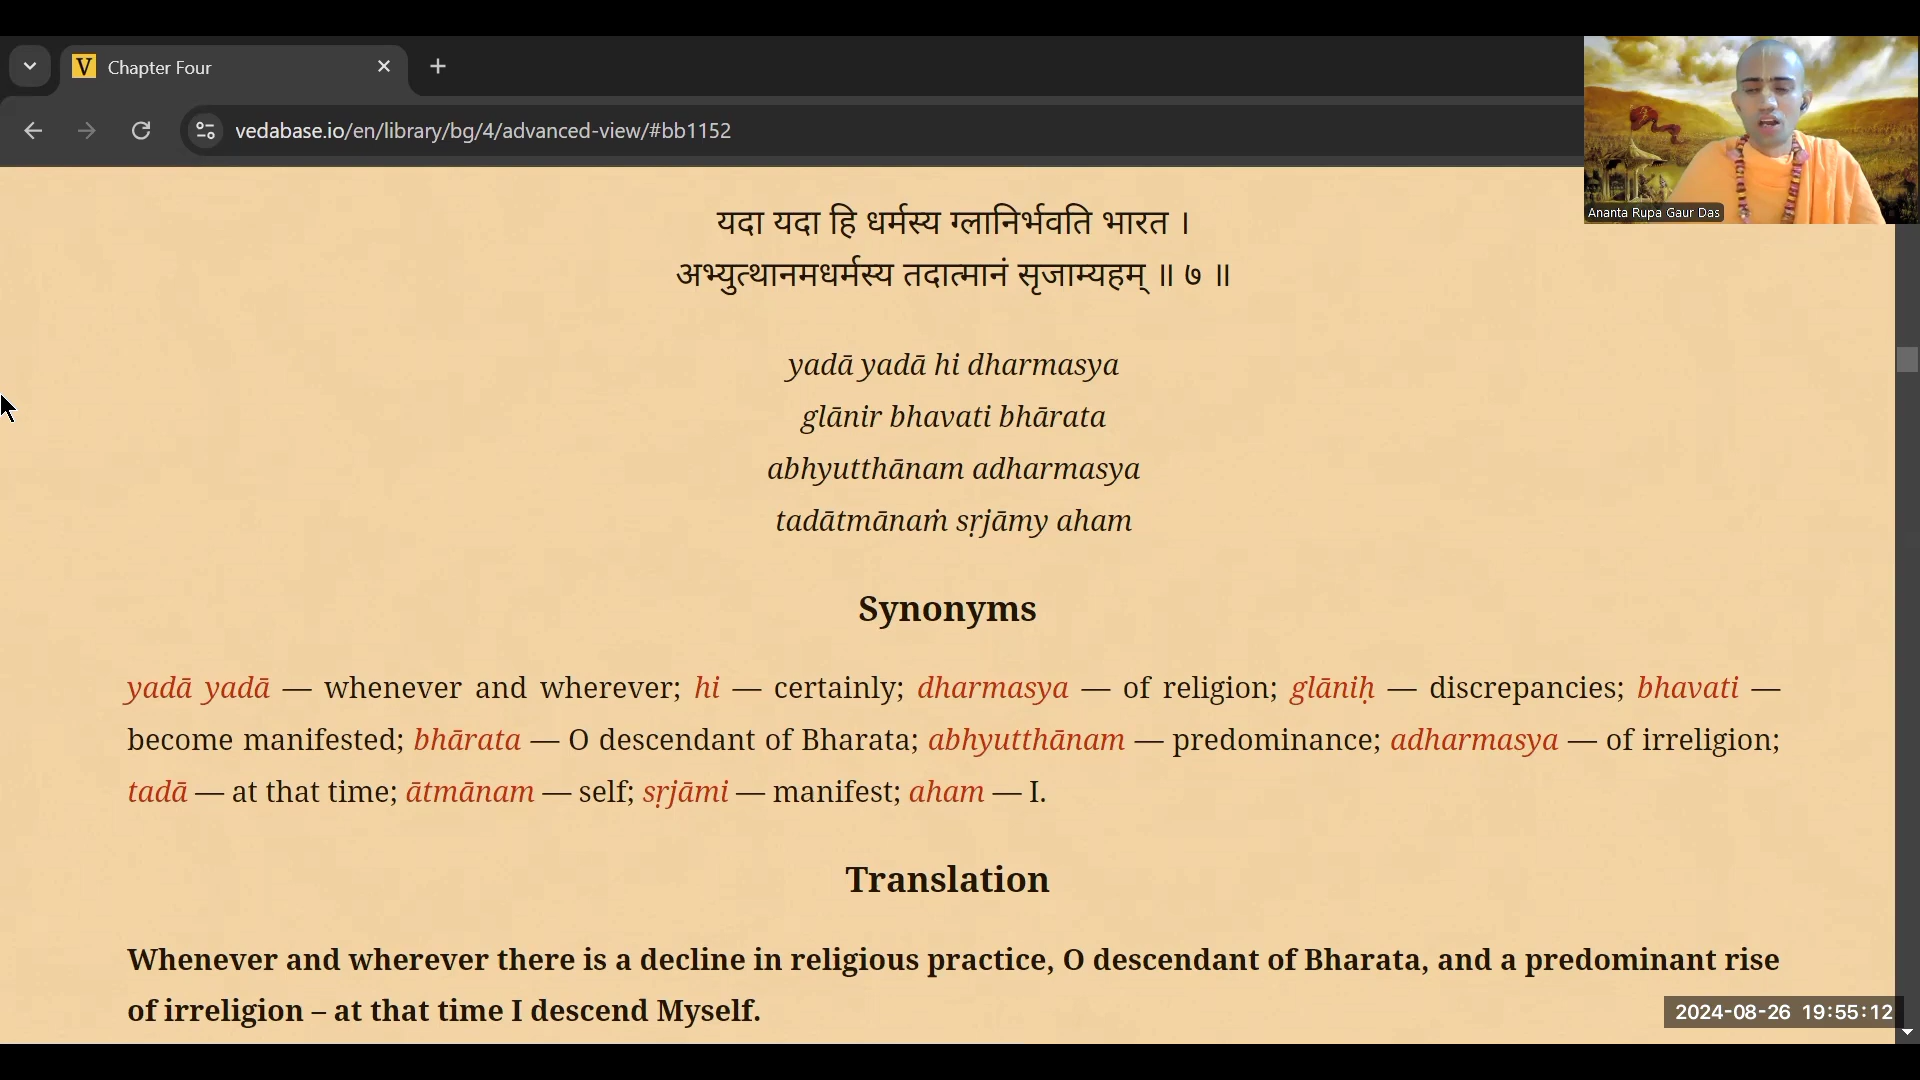 Chapter Four
vedabase.io/en/library/bg/4/advanced-view/#bb1152
Ananta Rupa Gaur Das
यदा यदा हि धर्मस्य ग्लानिर्भवति भारत ।
अभ्युत्थानमधर्मस्य तदात्मानं सृजाम्यहम् ॥ ७ ॥
yadā yadā hi dharmasya
glānir bhavati bhārata
abhyutthānam adharmasya
tadātmānaṁ sṛjāmy aham
Synonyms
yadā yadā — whenever and wherever; hi — certainly; dharmasya — of religion; glāniḥ — discrepancies; bhavati —
become manifested; bhārata — O descendant of Bharata; abhyutthānam — predominance; adharmasya — of irreligion;
tadā — at that time; ātmānam — self; sṛjāmi — manifest; aham — I.
Translation
Whenever and wherever there is a decline in religious practice, O descendant of Bharata, and a predominant rise
of irreligion – at that time I descend Myself.
2024-08-26 19:55:12